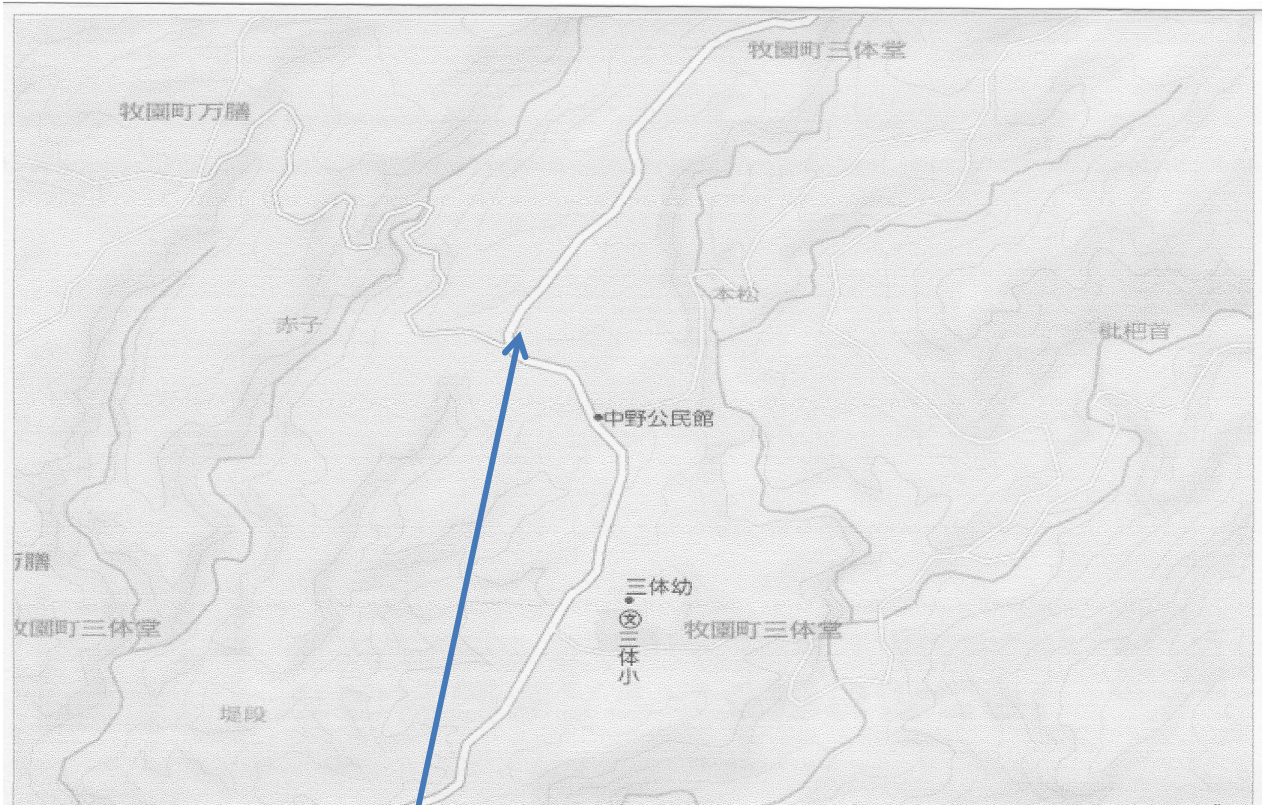 牧園町三体堂
牧園町万膳
本松
赤子
枇杷首
中野公民館
万膳
三体幼
文
牧園町三体堂
牧園町三体堂
三体小
堤段